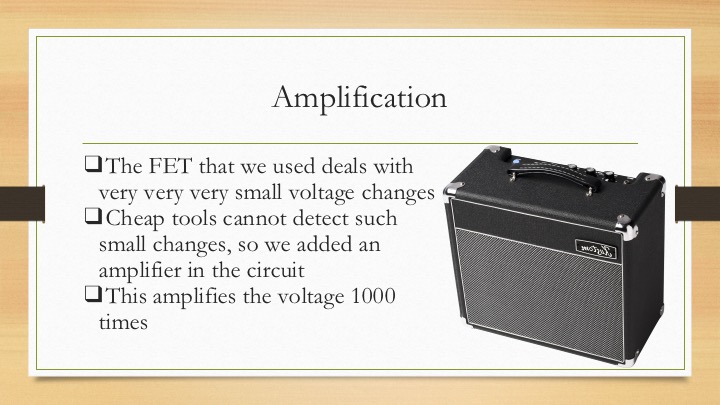 Amplification
❑The FET that we used deals with
very very very small voltage changes
❑Cheap tools cannot detect such
small changes, so we added an
amplifier in the circuit
❑This amplifies the voltage 1000
times
Kustom